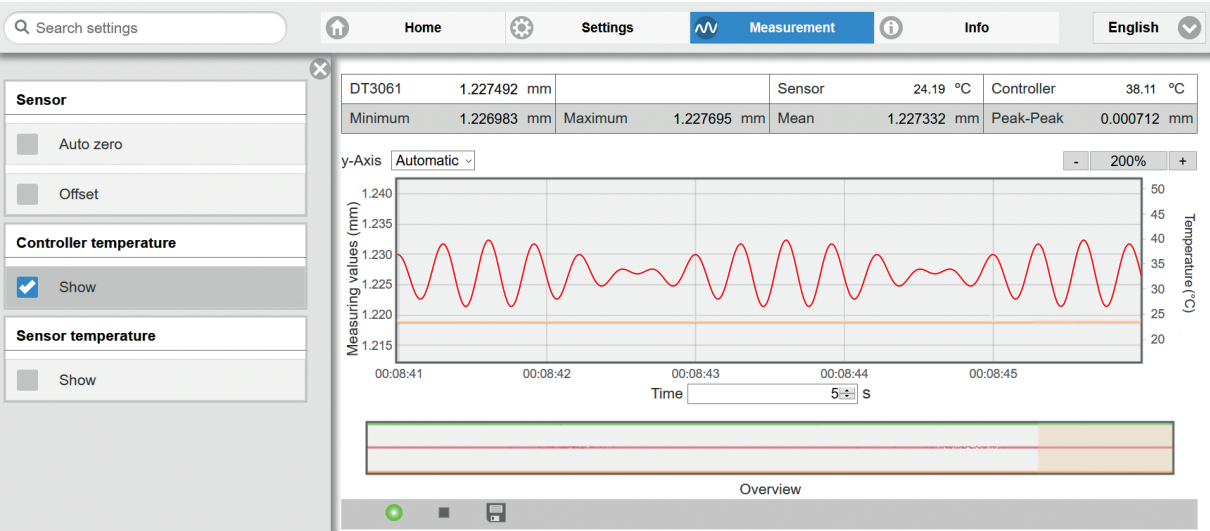 Search settings
Home Settings Measurement Info English
Sensor
Auto zero
Offset
Controller temperature
Show
Sensor temperature
Show
DT3061 1.227492 mm Sensor 24.19 °C Controller 38.11 °C
Minimum 1.226983 mm Maximum 1.227695 mm Mean 1.227332 mm Peak-Peak 0.000712 mm
y-Axis Automatic - 200% +
Measuring values (mm)
1.240
1.235
1.230
1.225
1.220
1.215
50
45
40
35
30
25
20
Temperature (°C)
00:08:41 00:08:42 00:08:43 00:08:44 00:08:45
Time 5 s
Overview